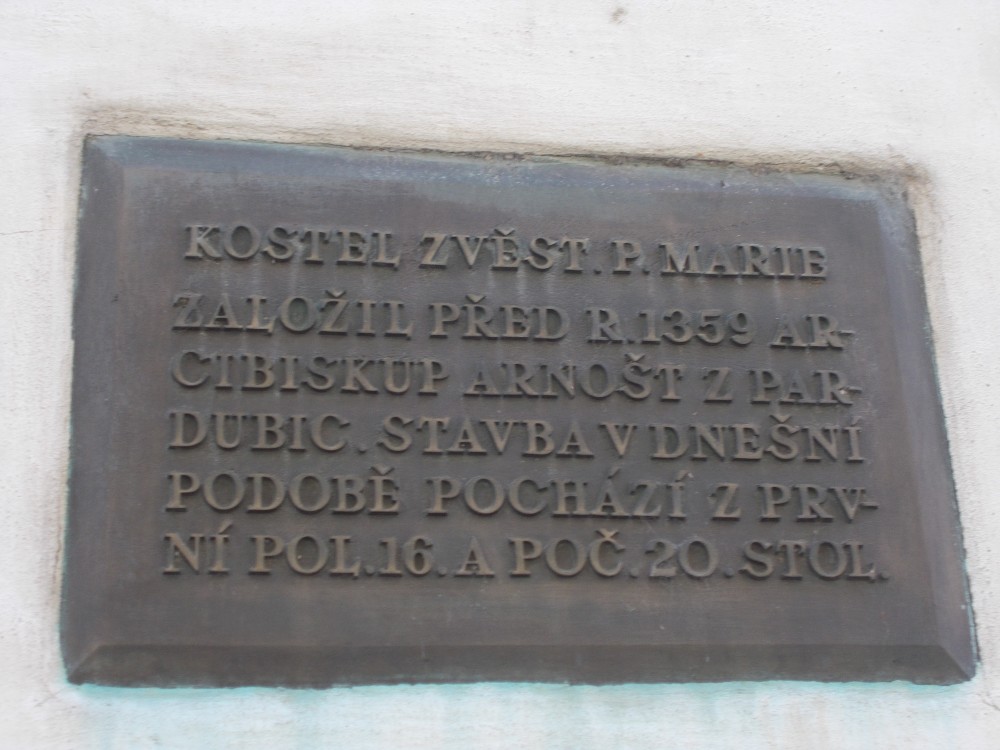 KOSTEL ZVĚST. P. MARIE
ZALOŽIL PŘED R. 1359 AR-
CIBISKUP ARNOŠT Z PAR-
DUBIC. STAVBA V DNEŠNÍ
PODOBĚ POCHÁZÍ Z PRV-
NÍ POL. 16. A POČ. 20. STOL.